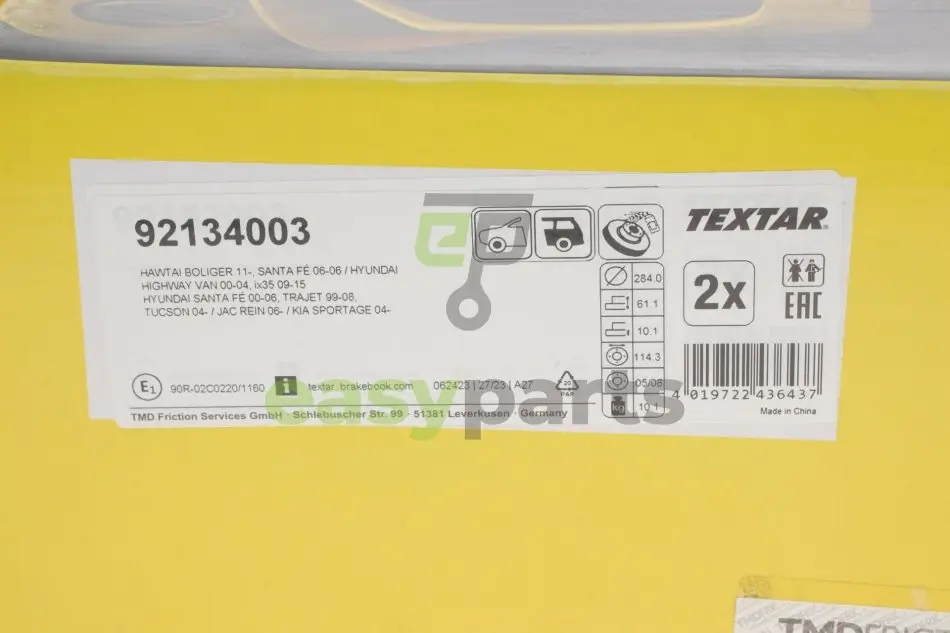 92134003
HAWTAI BOLIGER 11-, SANTA FÉ 06-06 / HYUNDAI
HIGHWAY VAN 00-04, ix35 09-15
HYUNDAI SANTA FÉ 00-06, TRAJET 99-08,
TUCSON 04- / JAC REIN 06- / KIA SPORTAGE 04-
E1 90R-02C0220/1160 i textar.brakebook.com 062423 | 27/23 | A27
20
PAP
TMD Friction Services GmbH · Schlebuscher Str. 99 · 51381 Leverkusen · Germany
284.0
61.1
10.1
114.3
05/08
kg 10.1
TEXTAR®
2x
EAC
4 019722 436437
Made in China
ep
easyparts